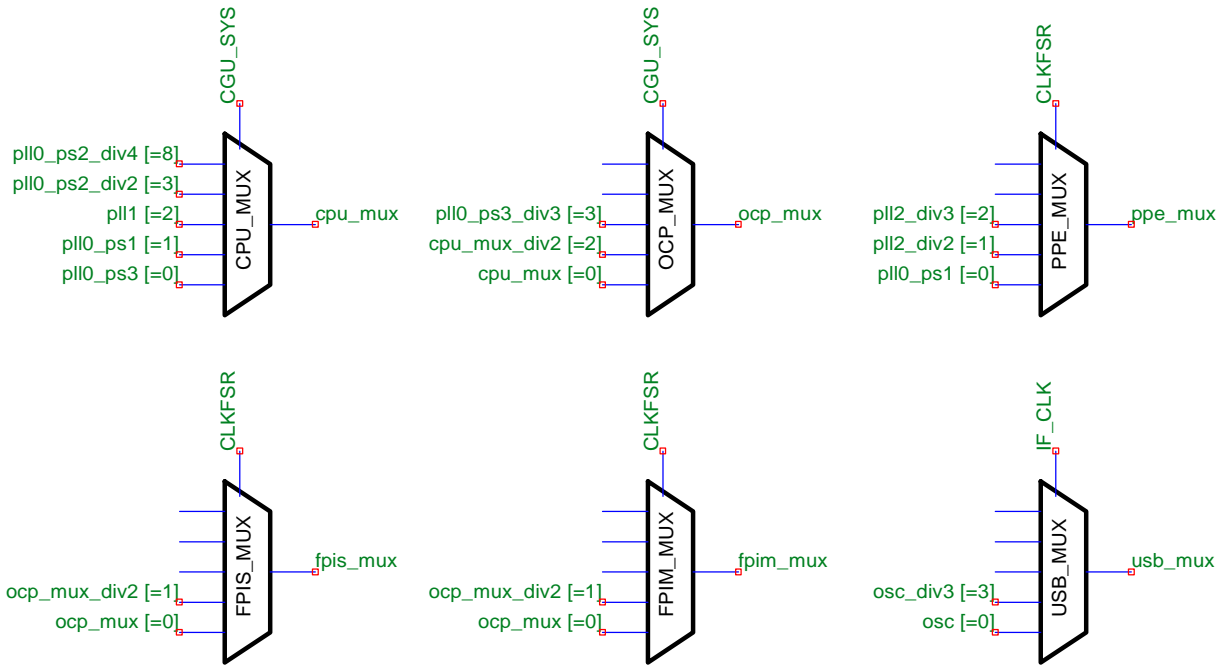 CGU_SYS
pll0_ps2_div4 [=8]
pll0_ps2_div2 [=3]
pll1 [=2]
pll0_ps1 [=1]
pll0_ps3 [=0]
CPU_MUX
cpu_mux
CGU_SYS
pll0_ps3_div3 [=3]
cpu_mux_div2 [=2]
cpu_mux [=0]
OCP_MUX
ocp_mux
CLKFSR
pll2_div3 [=2]
pll2_div2 [=1]
pll0_ps1 [=0]
PPE_MUX
ppe_mux
CLKFSR
ocp_mux_div2 [=1]
ocp_mux [=0]
FPIS_MUX
fpis_mux
CLKFSR
ocp_mux_div2 [=1]
ocp_mux [=0]
FPIM_MUX
fpim_mux
IF_CLK
osc_div3 [=3]
osc [=0]
USB_MUX
usb_mux